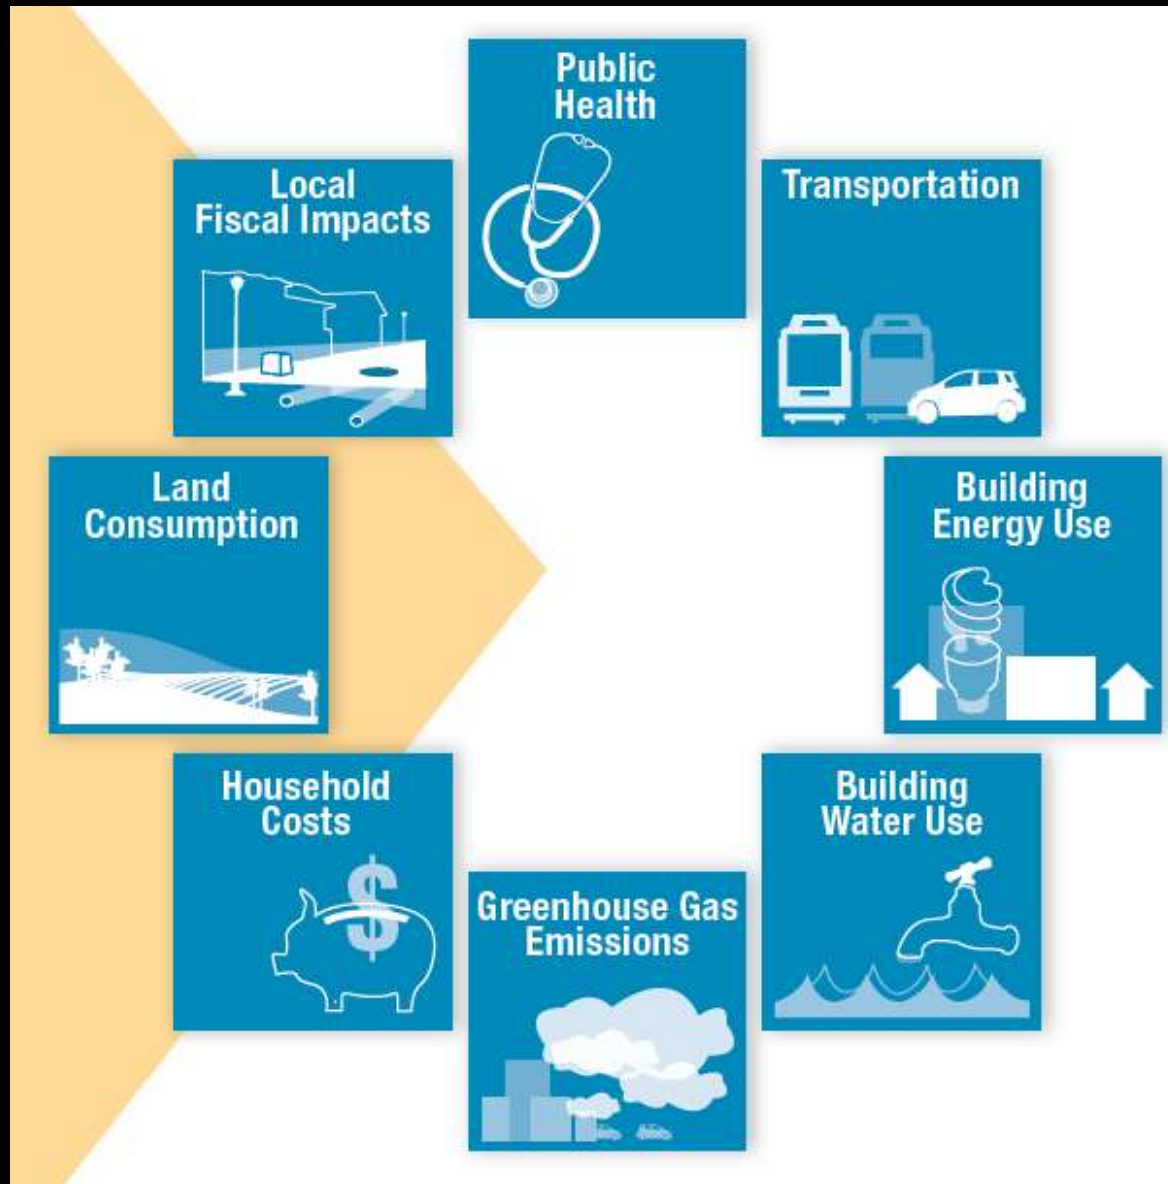 Public
Health
Local
Fiscal Impacts
Transportation
Land
Consumption
Building
Energy Use
Household
Costs
Building
Water Use
Greenhouse Gas
Emissions
$